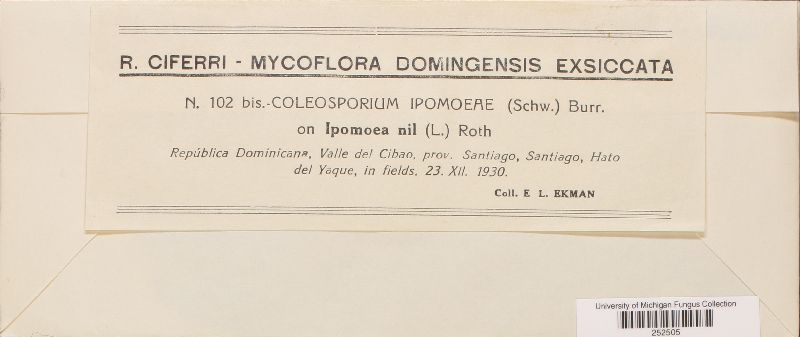 R. CIFERRI - MYCOFLORA DOMINGENSIS EXSICCATA
N. 102 bis.-COLEOSPORIUM IPOMOEAE (Schw.) Burr.
on Ipomoea nil (L.) Roth
República Dominicana, Valle del Cibao, prov. Santiago, Santiago, Hato
del Yaque, in fields, 23. XII. 1930.
Coll. E L. EKMAN
University of Michigan Fungus Collection
252505